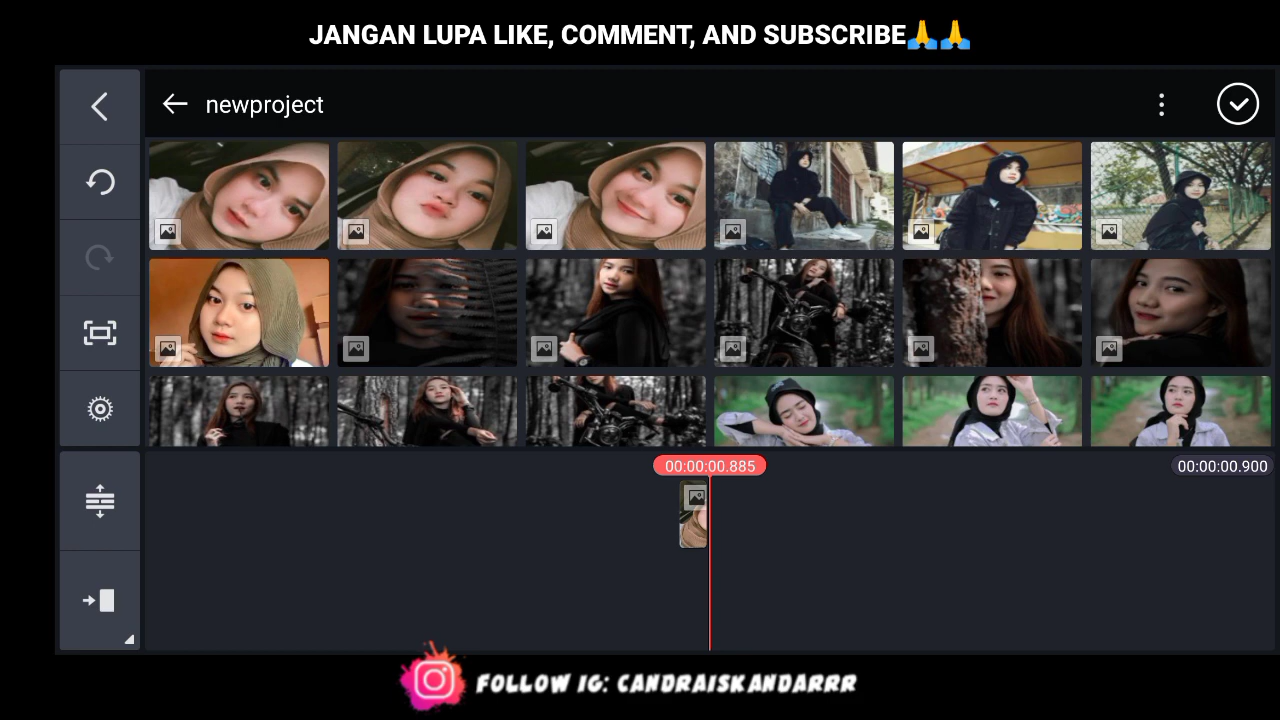 JANGAN LUPA LIKE, COMMENT, AND SUBSCRIBE🙏🙏
newproject
00:00:00.885
00:00:00.900
FOLLOW IG: CANDRAISKANDARRR